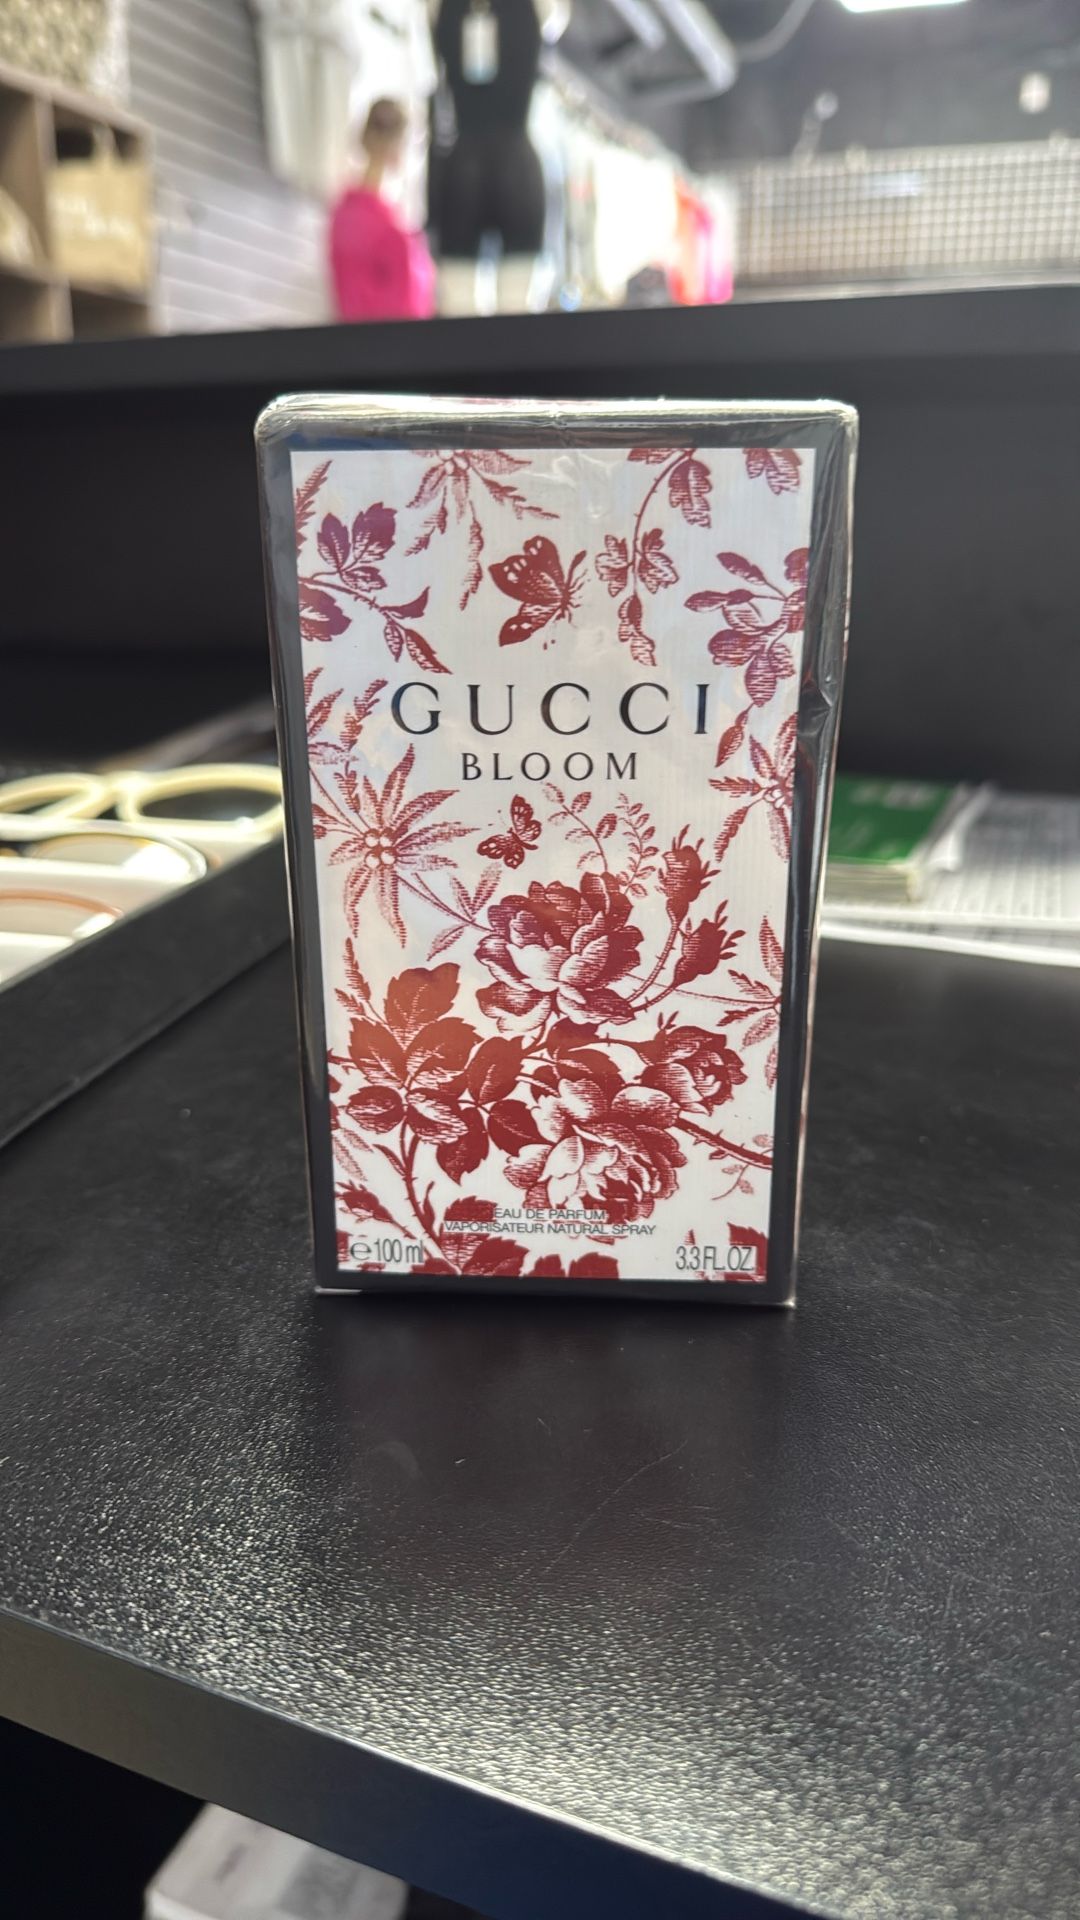 GUCCI
BLOOM
EAU DE PARFUM
VAPORISATEUR NATURAL SPRAY
℮100 ml 3.3 FL. OZ.